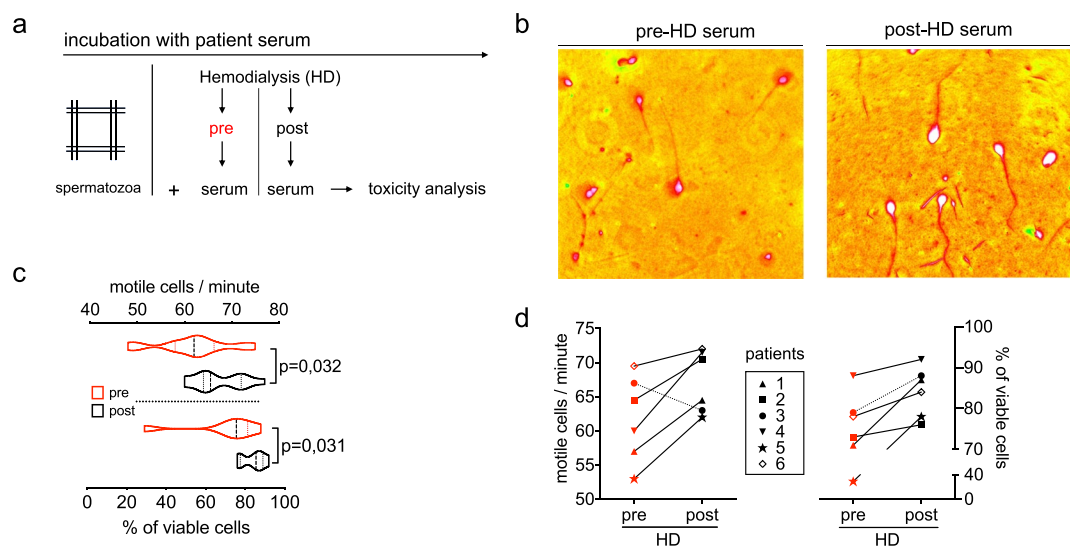 a
incubation with patient serum
Hemodialysis (HD)
pre
post
spermatozoa
+
serum
serum
toxicity analysis
b
pre-HD serum
post-HD serum
c
motile cells / minute
40
50
60
70
80
p=0,032
pre
post
p=0,031
0
20
40
60
80
100
% of viable cells
d
motile cells / minute
75
70
65
60
55
50
pre
post
HD
patients
1
2
3
4
5
6
100
90
80
70
40
0
% of viable cells
pre
post
HD